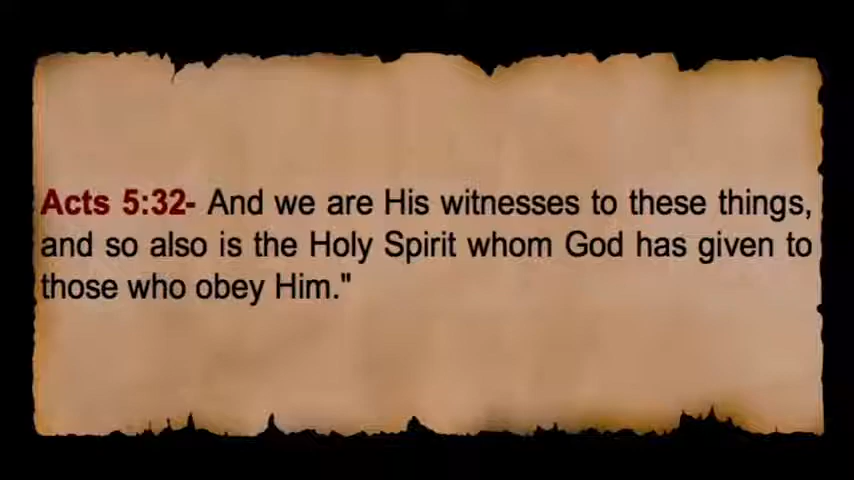 Acts 5:32- And we are His witnesses to these things,
and so also is the Holy Spirit whom God has given to
those who obey Him."